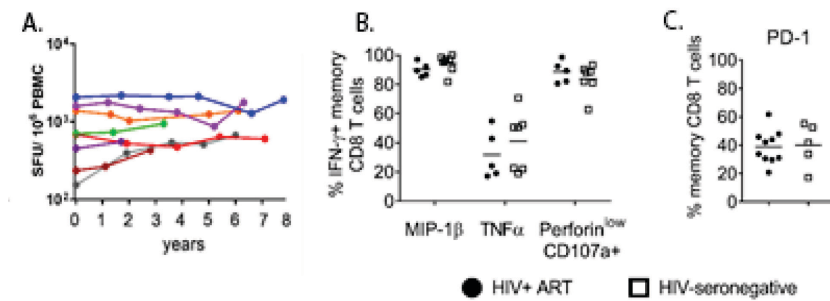 A.
SFU/ 10⁶ PBMC
10⁴
10³
10²
0 1 2 3 4 5 6 7 8
years
B.
% IFN-γ+ memory
CD8 T cells
100
80
60
40
20
0
MIP-1β TNFα Perforinˡᵒʷ
CD107a+
C.
PD-1
% memory CD8 T cells
100
80
60
40
20
0
HIV+ ART HIV-seronegative